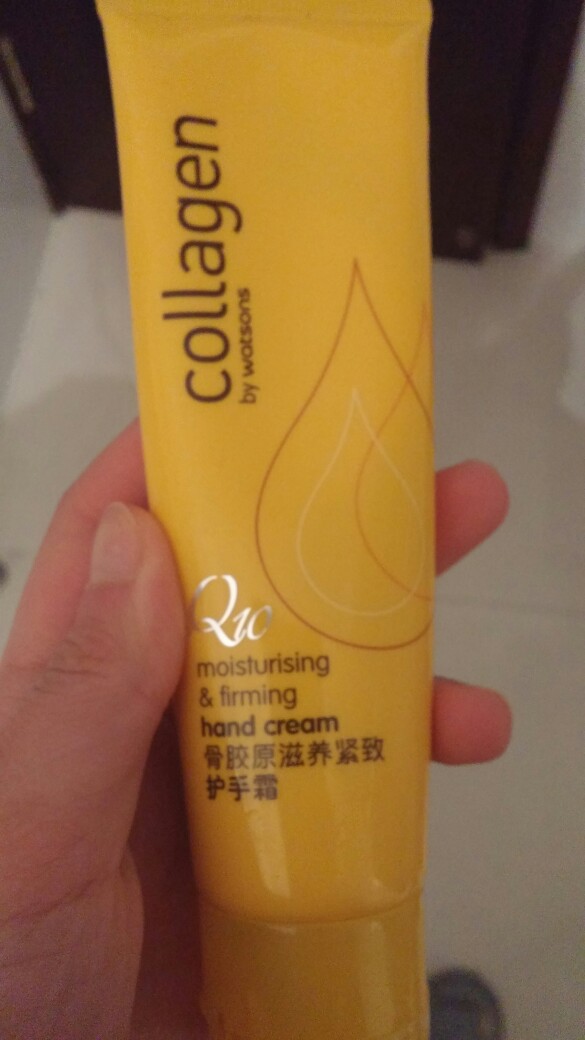 collagen
by watsons
Q10
moisturising
& firming
hand cream
骨胶原滋养紧致
护手霜